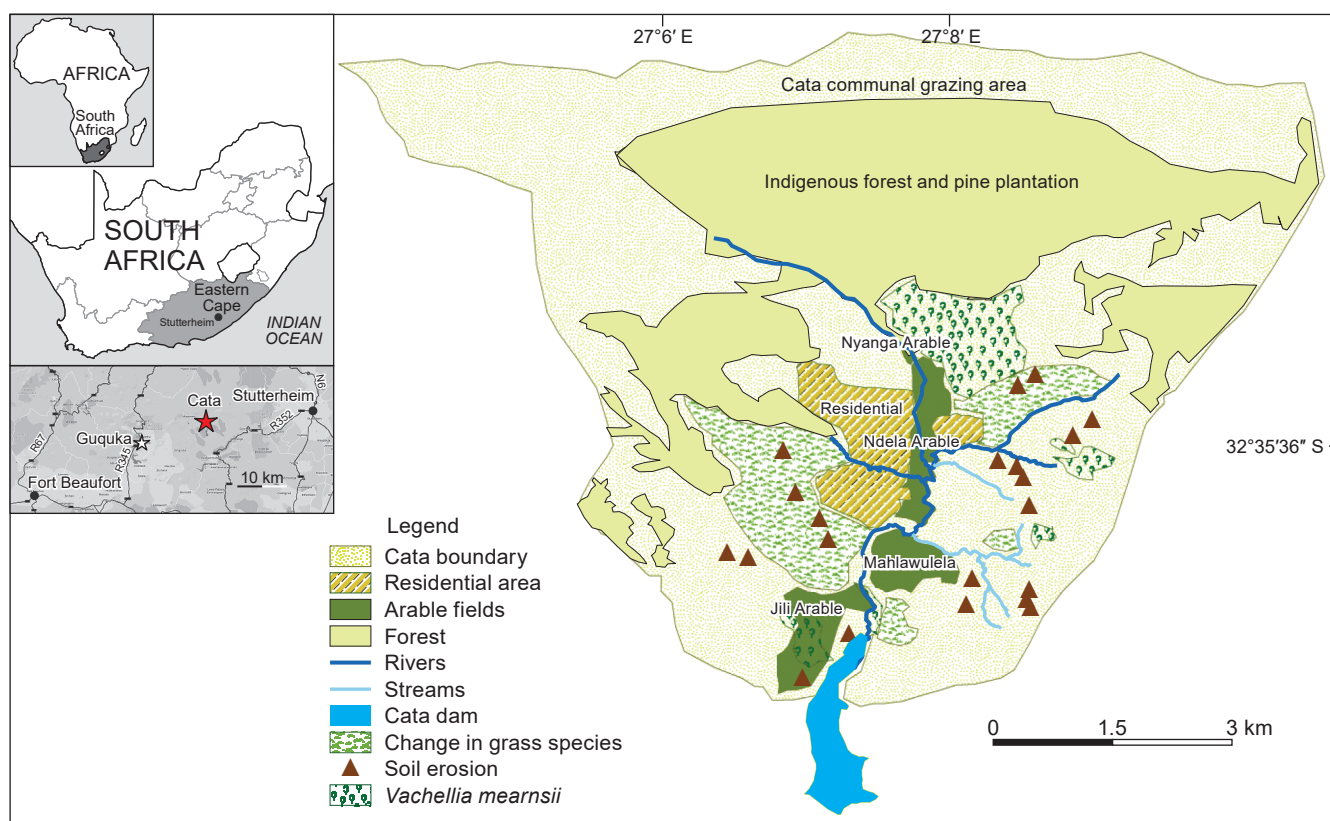 AFRICA
South
Africa
SOUTH
AFRICA
Eastern
Cape
Stutterheim
INDIAN
OCEAN
Cata
Stutterheim
N6
R352
R67
Guquka
R345
Fort Beaufort
10 km
27°6′ E
27°8′ E
Cata communal grazing area
Indigenous forest and pine plantation
Nyanga Arable
Residential
Ndela Arable
32°35′36″ S
Mahlawulela
Jili Arable
Legend
Cata boundary
Residential area
Arable fields
Forest
Rivers
Streams
Cata dam
Change in grass species
Soil erosion
Vachellia mearnsii
0 1.5 3 km